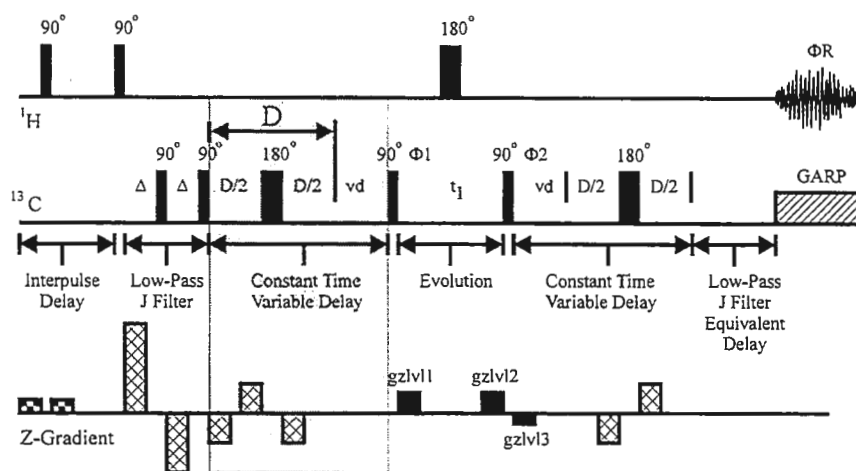 90° 90° 180° ΦR
¹H
D
90° 90° 180° 90° Φ1 90° Φ2 180° GARP
Δ Δ D/2 D/2 vd t₁ vd D/2 D/2
¹³C
Interpulse Delay
Low-Pass J Filter
Constant Time Variable Delay
Evolution
Constant Time Variable Delay
Low-Pass J Filter Equivalent Delay
gzlvl1 gzlvl2
gzlvl3
Z-Gradient